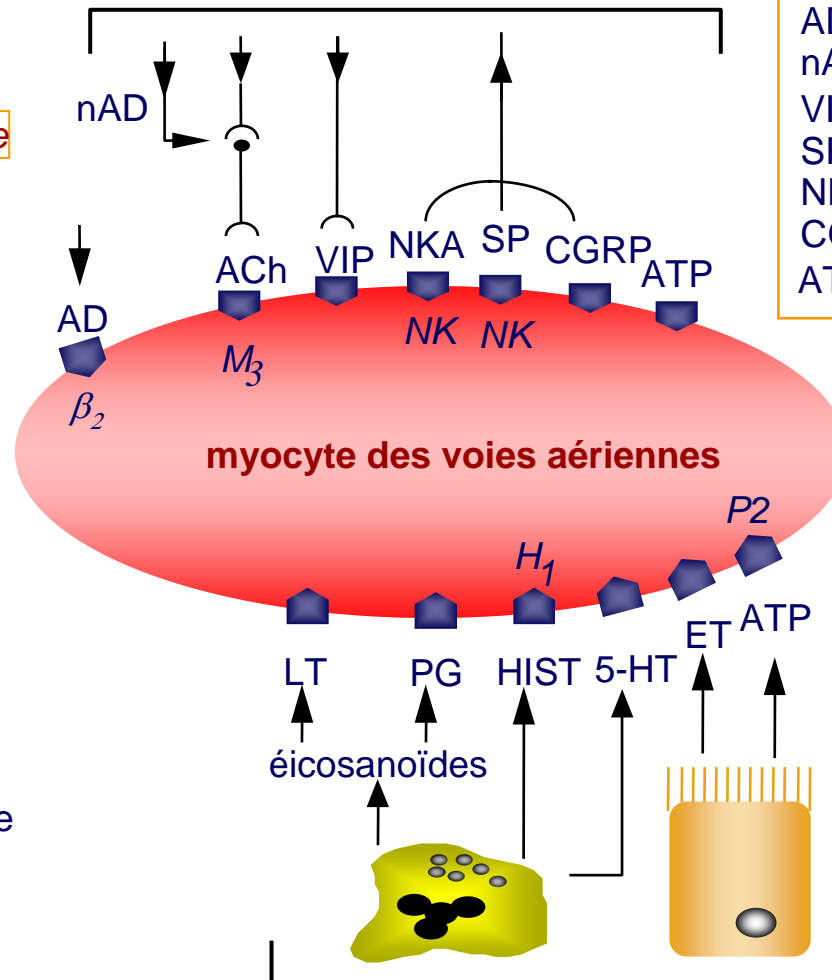 nAD
AD
ACh
VIP
NKA
SP
CGRP
ATP
β2
M3
NK
NK
myocyte des voies aériennes
P2
H1
LT
PG
HIST
5-HT
ET
ATP
éicosanoïdes